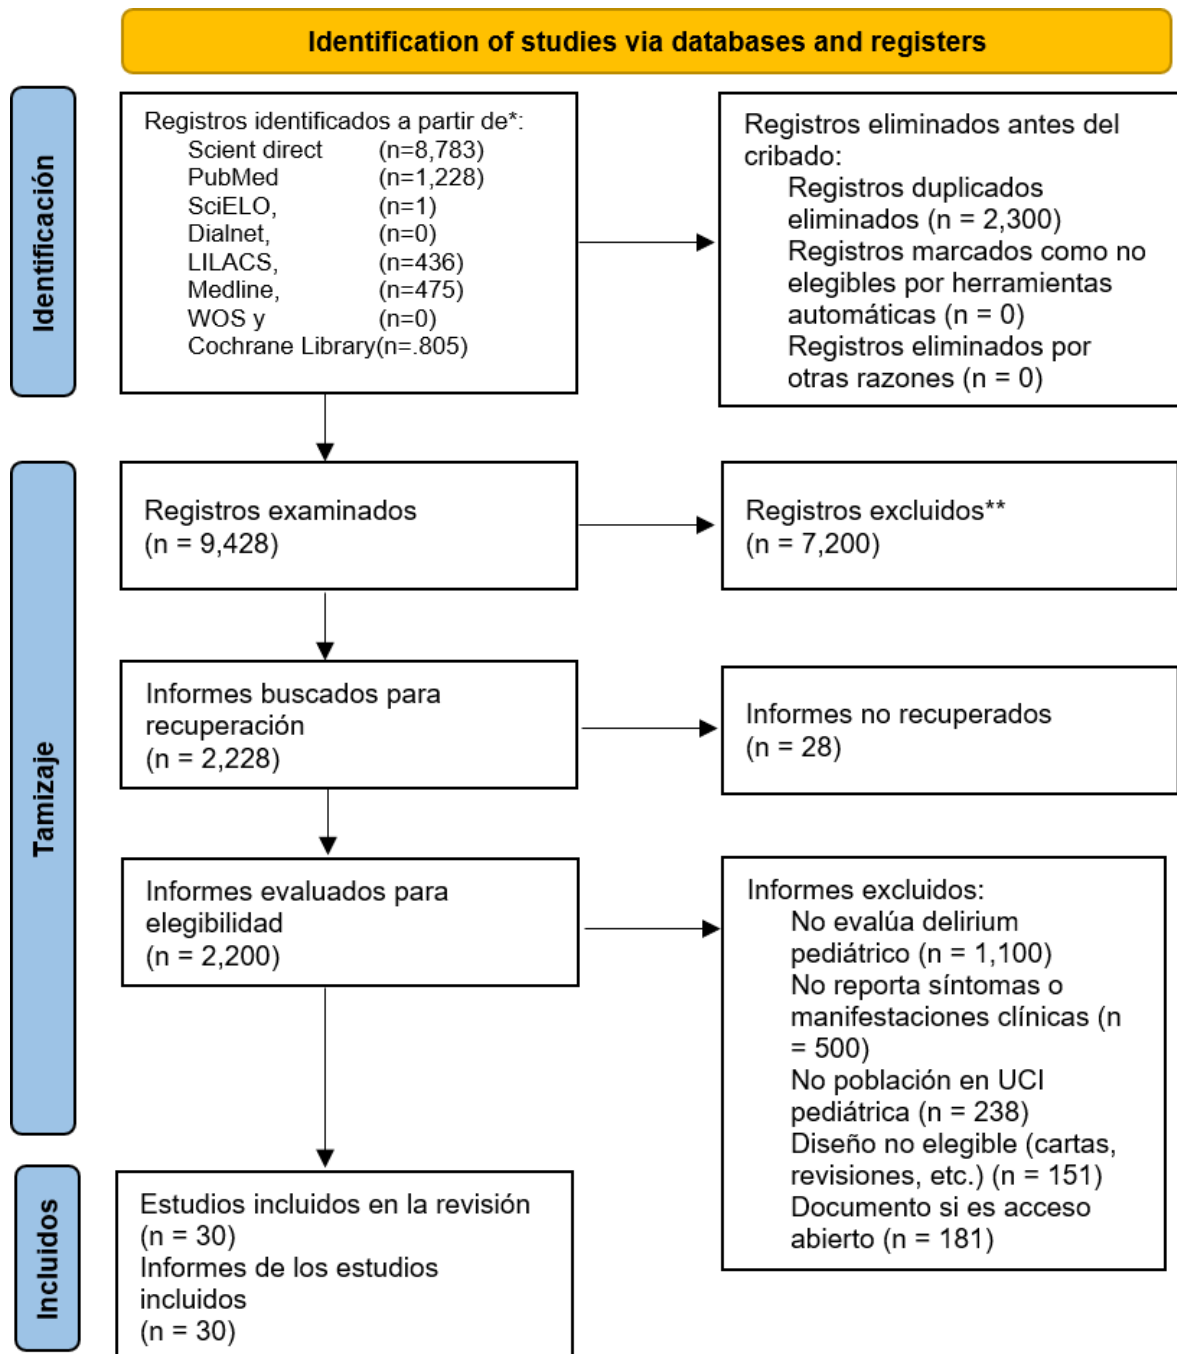 Identification of studies via databases and registers
Identificación
Registros identificados a partir de*:
Scient direct (n=8,783)
PubMed (n=1,228)
SciELO, (n=1)
Dialnet, (n=0)
LILACS, (n=436)
Medline, (n=475)
WOS y (n=0)
Cochrane Library(n=.805)
Registros eliminados antes del
cribado:
Registros duplicados
eliminados (n = 2,300)
Registros marcados como no
elegibles por herramientas
automáticas (n = 0)
Registros eliminados por
otras razones (n = 0)
Tamizaje
Registros examinados
(n = 9,428)
Registros excluidos**
(n = 7,200)
Informes buscados para
recuperación
(n = 2,228)
Informes no recuperados
(n = 28)
Informes evaluados para
elegibilidad
(n = 2,200)
Informes excluidos:
No evalúa delirium
pediátrico (n = 1,100)
No reporta síntomas o
manifestaciones clínicas (n
= 500)
No población en UCI
pediátrica (n = 238)
Diseño no elegible (cartas,
revisiones, etc.) (n = 151)
Documento si es acceso
abierto (n = 181)
Incluidos
Estudios incluidos en la revisión
(n = 30)
Informes de los estudios
incluidos
(n = 30)